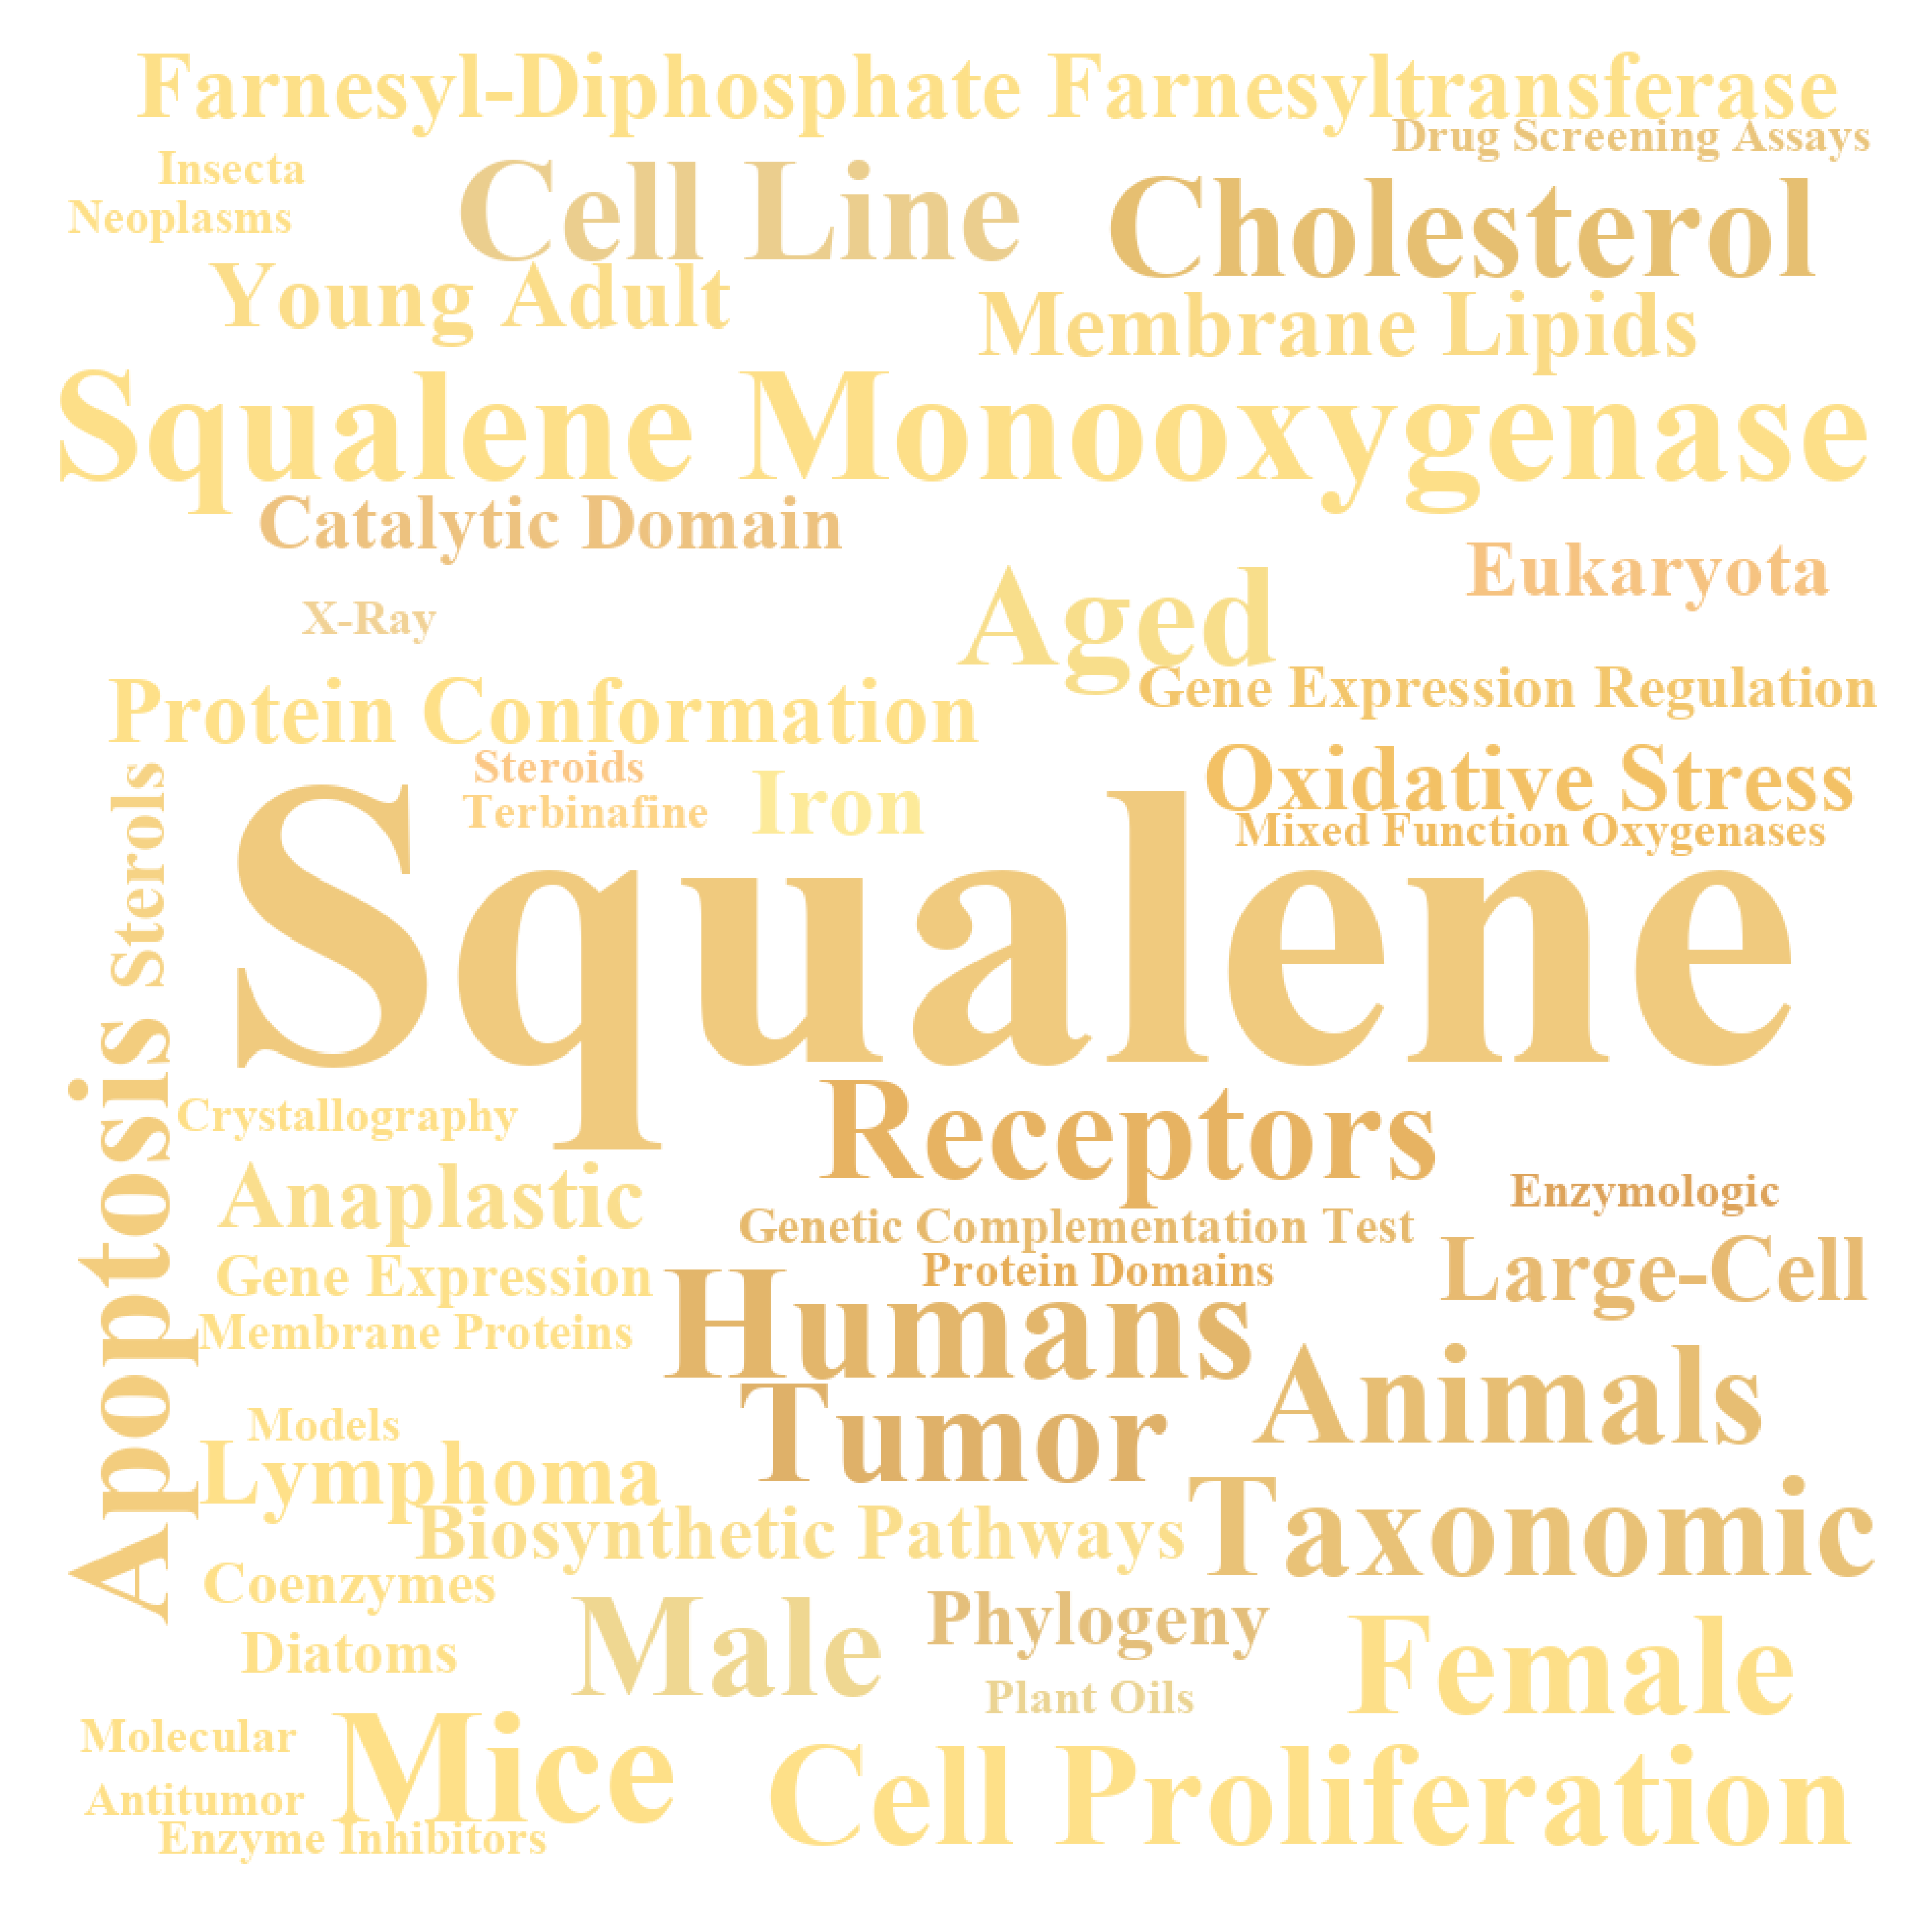 Farnesyl-Diphosphate Farnesyltransferase
Drug Screening Assays
Insecta
Neoplasms
Cell Line
Cholesterol
Young Adult
Membrane Lipids
Squalene Monooxygenase
Catalytic Domain
Eukaryota
X-Ray
Aged
Gene Expression Regulation
Protein Conformation
Steroids
Terbinafine
Iron
Oxidative Stress
Mixed Function Oxygenases
Sterols
Squalene
Apoptosis
Crystallography
Receptors
Anaplastic
Enzymologic
Genetic Complementation Test
Protein Domains
Large-Cell
Gene Expression
Membrane Proteins
Humans
Animals
Tumor
Models
Lymphoma
Taxonomic
Biosynthetic Pathways
Coenzymes
Male
Phylogeny
Female
Diatoms
Plant Oils
Molecular
Mice
Cell Proliferation
Antitumor
Enzyme Inhibitors